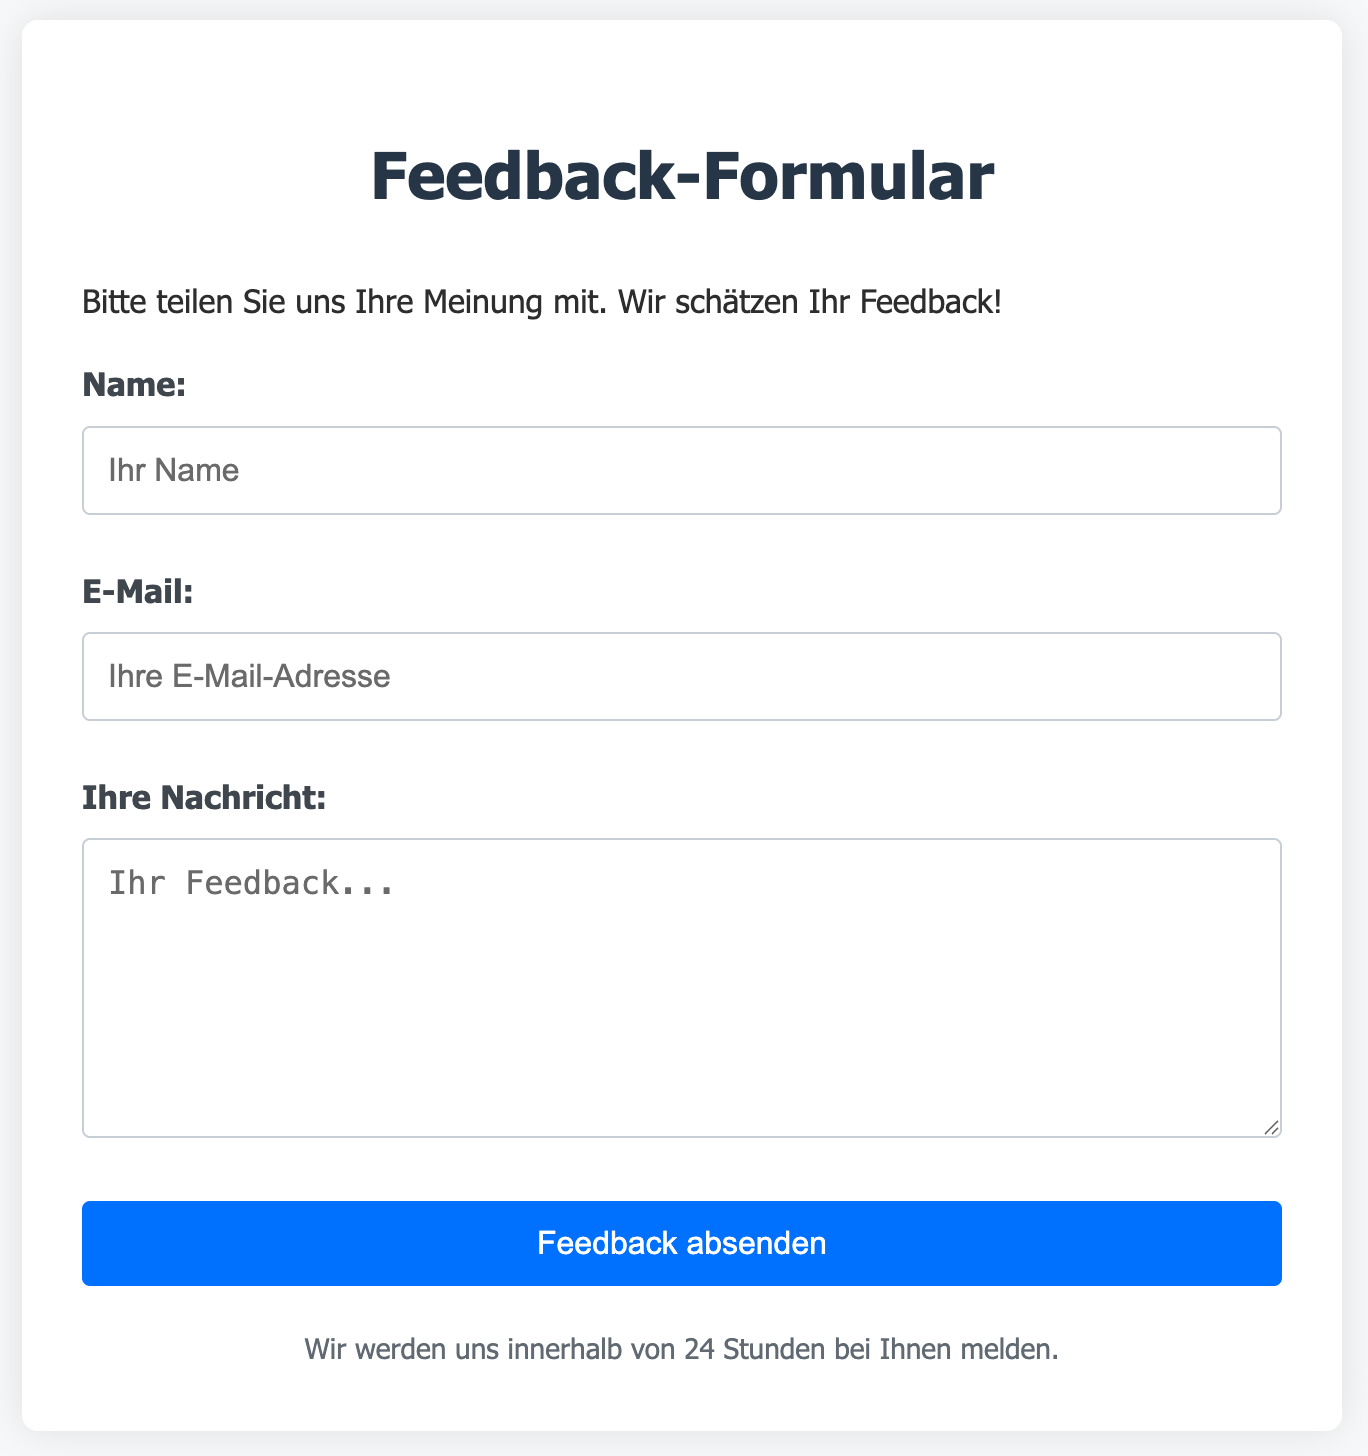 Feedback-Formular
Bitte teilen Sie uns Ihre Meinung mit. Wir schätzen Ihr Feedback!
Name:
Ihr Name
E-Mail:
Ihre E-Mail-Adresse
Ihre Nachricht:
Ihr Feedback...
Feedback absenden
Wir werden uns innerhalb von 24 Stunden bei Ihnen melden.